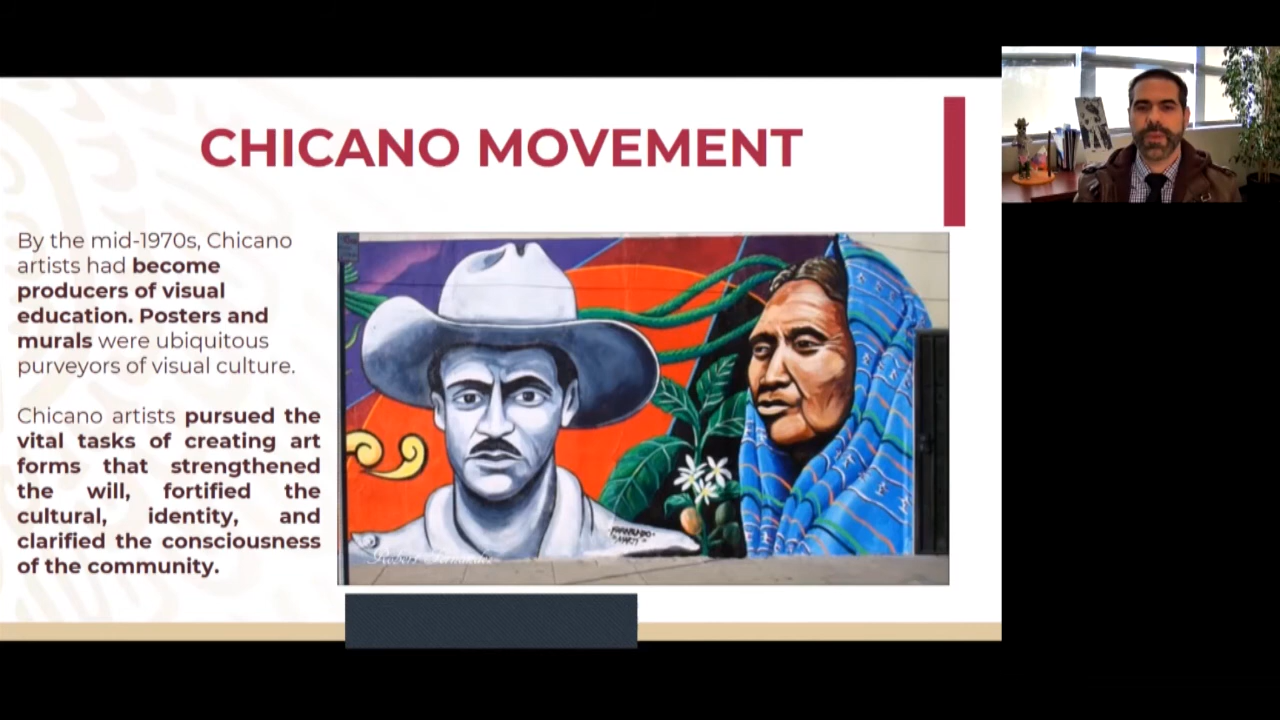 CHICANO MOVEMENT
By the mid-1970s, Chicano
artists had become
producers of visual
education. Posters and
murals were ubiquitous
purveyors of visual culture.
Chicano artists pursued the
vital tasks of creating art
forms that strengthened
the will, fortified the
cultural, identity, and
clarified the consciousness
of the community.